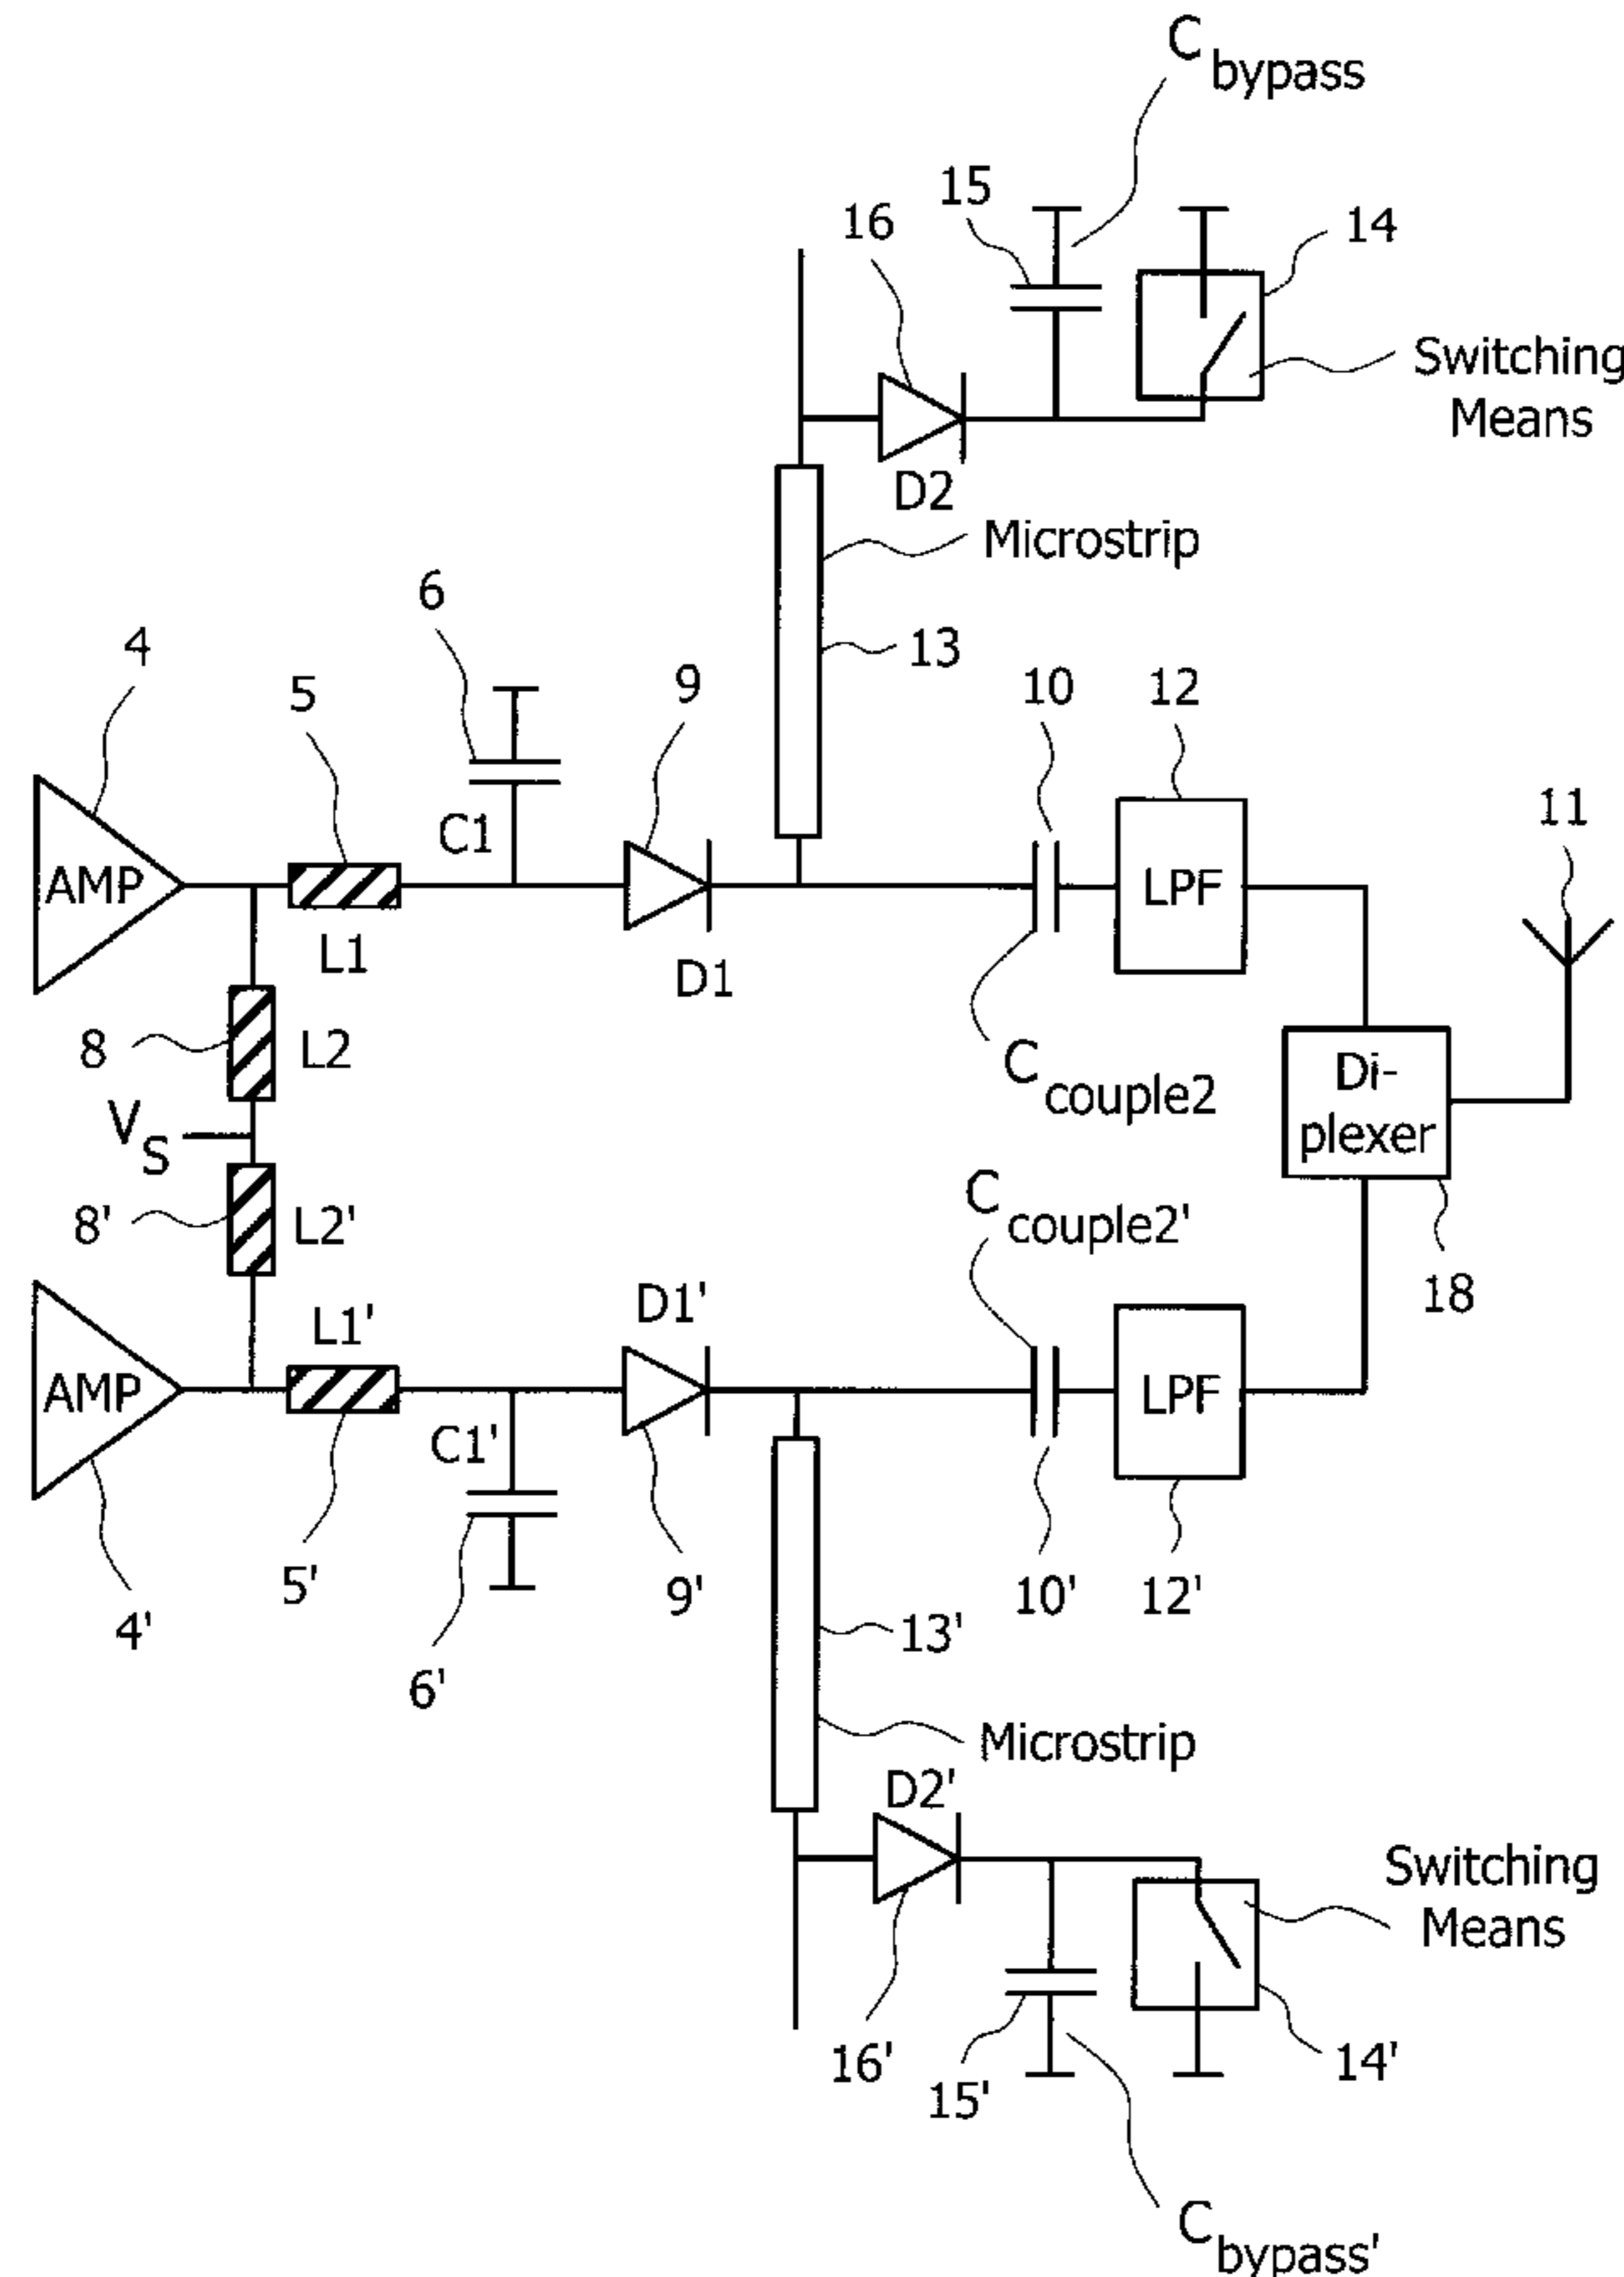 C bypass
15
16
14
Switching
Means
D2
Microstrip
6
13
4
5
9
10
12
11
AMP
C1
LPF
L1
D1
8
L2
C couple2
Di-
plexer
V S
8'
L2'
C couple2'
18
D1'
L1'
AMP
LPF
C1'
5'
9'
10'
12'
4'
13'
6'
Microstrip
D2'
Switching
Means
16'
15'
14'
C bypass'